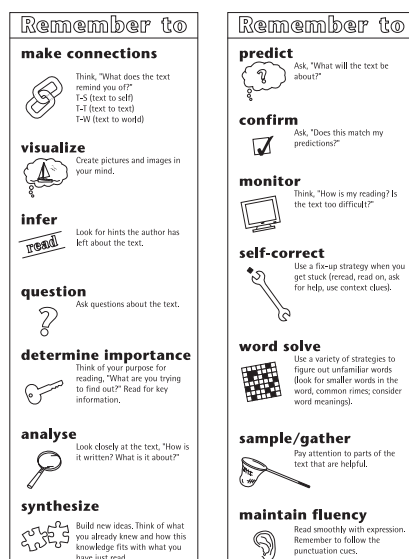 Remember to
make connections
Think, "What does the text
remind you of?"
T-S (text to self)
T-T (text to text)
T-W (text to world)
visualize
Create pictures and images in
your mind.
infer
read
Look for hints the author has
left about the text.
question
Ask questions about the text.
determine importance
Think of your purpose for
reading, "What are you trying
to find out?" Read for key
information.
analyse
Look closely at the text, "How is
it written? What is it about?"
synthesize
Build new ideas. Think of what
you already knew and how this
knowledge fits with what you
have just read.
Remember to
predict
Ask, "What will the text be
about?"
?
confirm
Ask, "Does this match my
predictions?"
monitor
Think, "How is my reading? Is
the text too difficult?"
self-correct
Use a fix-up strategy when you
get stuck (reread, read on, ask
for help, use context clues).
word solve
Use a variety of strategies to
figure out unfamiliar words
(look for smaller words in the
word, common rimes; consider
word meanings).
sample/gather
Pay attention to parts of the
text that are helpful.
maintain fluency
Read smoothly with expression.
Remember to follow the
punctuation cues.